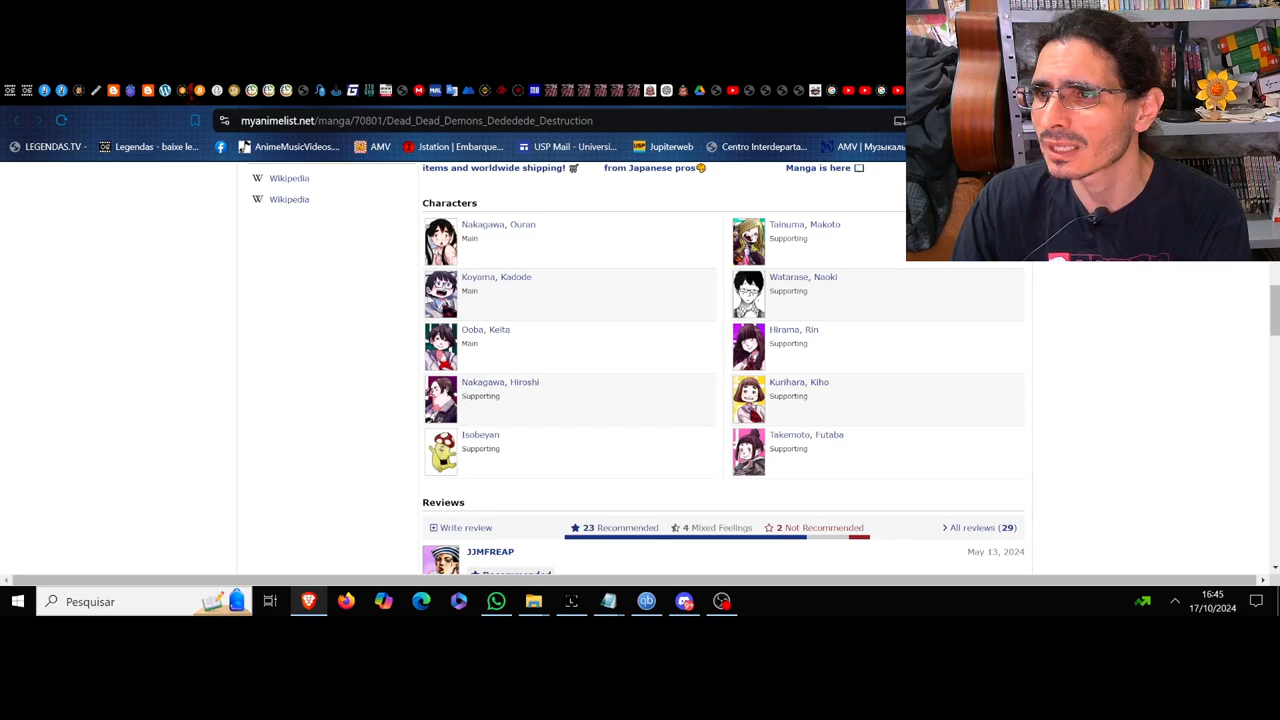 myanimelist.net/manga/70801/Dead_Dead_Demons_Dededede_Destruction
LEGENDAS.TV
Legendas - baixe le...
AnimeMusicVideos....
AMV
Jstation | Embarque...
USP Mail - Universi...
Jupiterweb
Centro Interdeparta...
AMV | Музыкаль
Wikipedia
items and worldwide shipping!
from Japanese pros
Manga is here
Wikipedia
Characters
Nakagawa, Ouran
Main
Tainuma, Makoto
Supporting
Koyama, Kadode
Main
Watarase, Naoki
Supporting
Ooba, Keita
Main
Hirama, Rin
Supporting
Nakagawa, Hiroshi
Supporting
Kurihara, Kiho
Supporting
Isobeyan
Supporting
Takemoto, Futaba
Supporting
Reviews
Write review
23 Recommended
4 Mixed Feelings
2 Not Recommended
All reviews (29)
JJMFREAP
May 13, 2024
Recommended
Pesquisar
16:45
17/10/2024